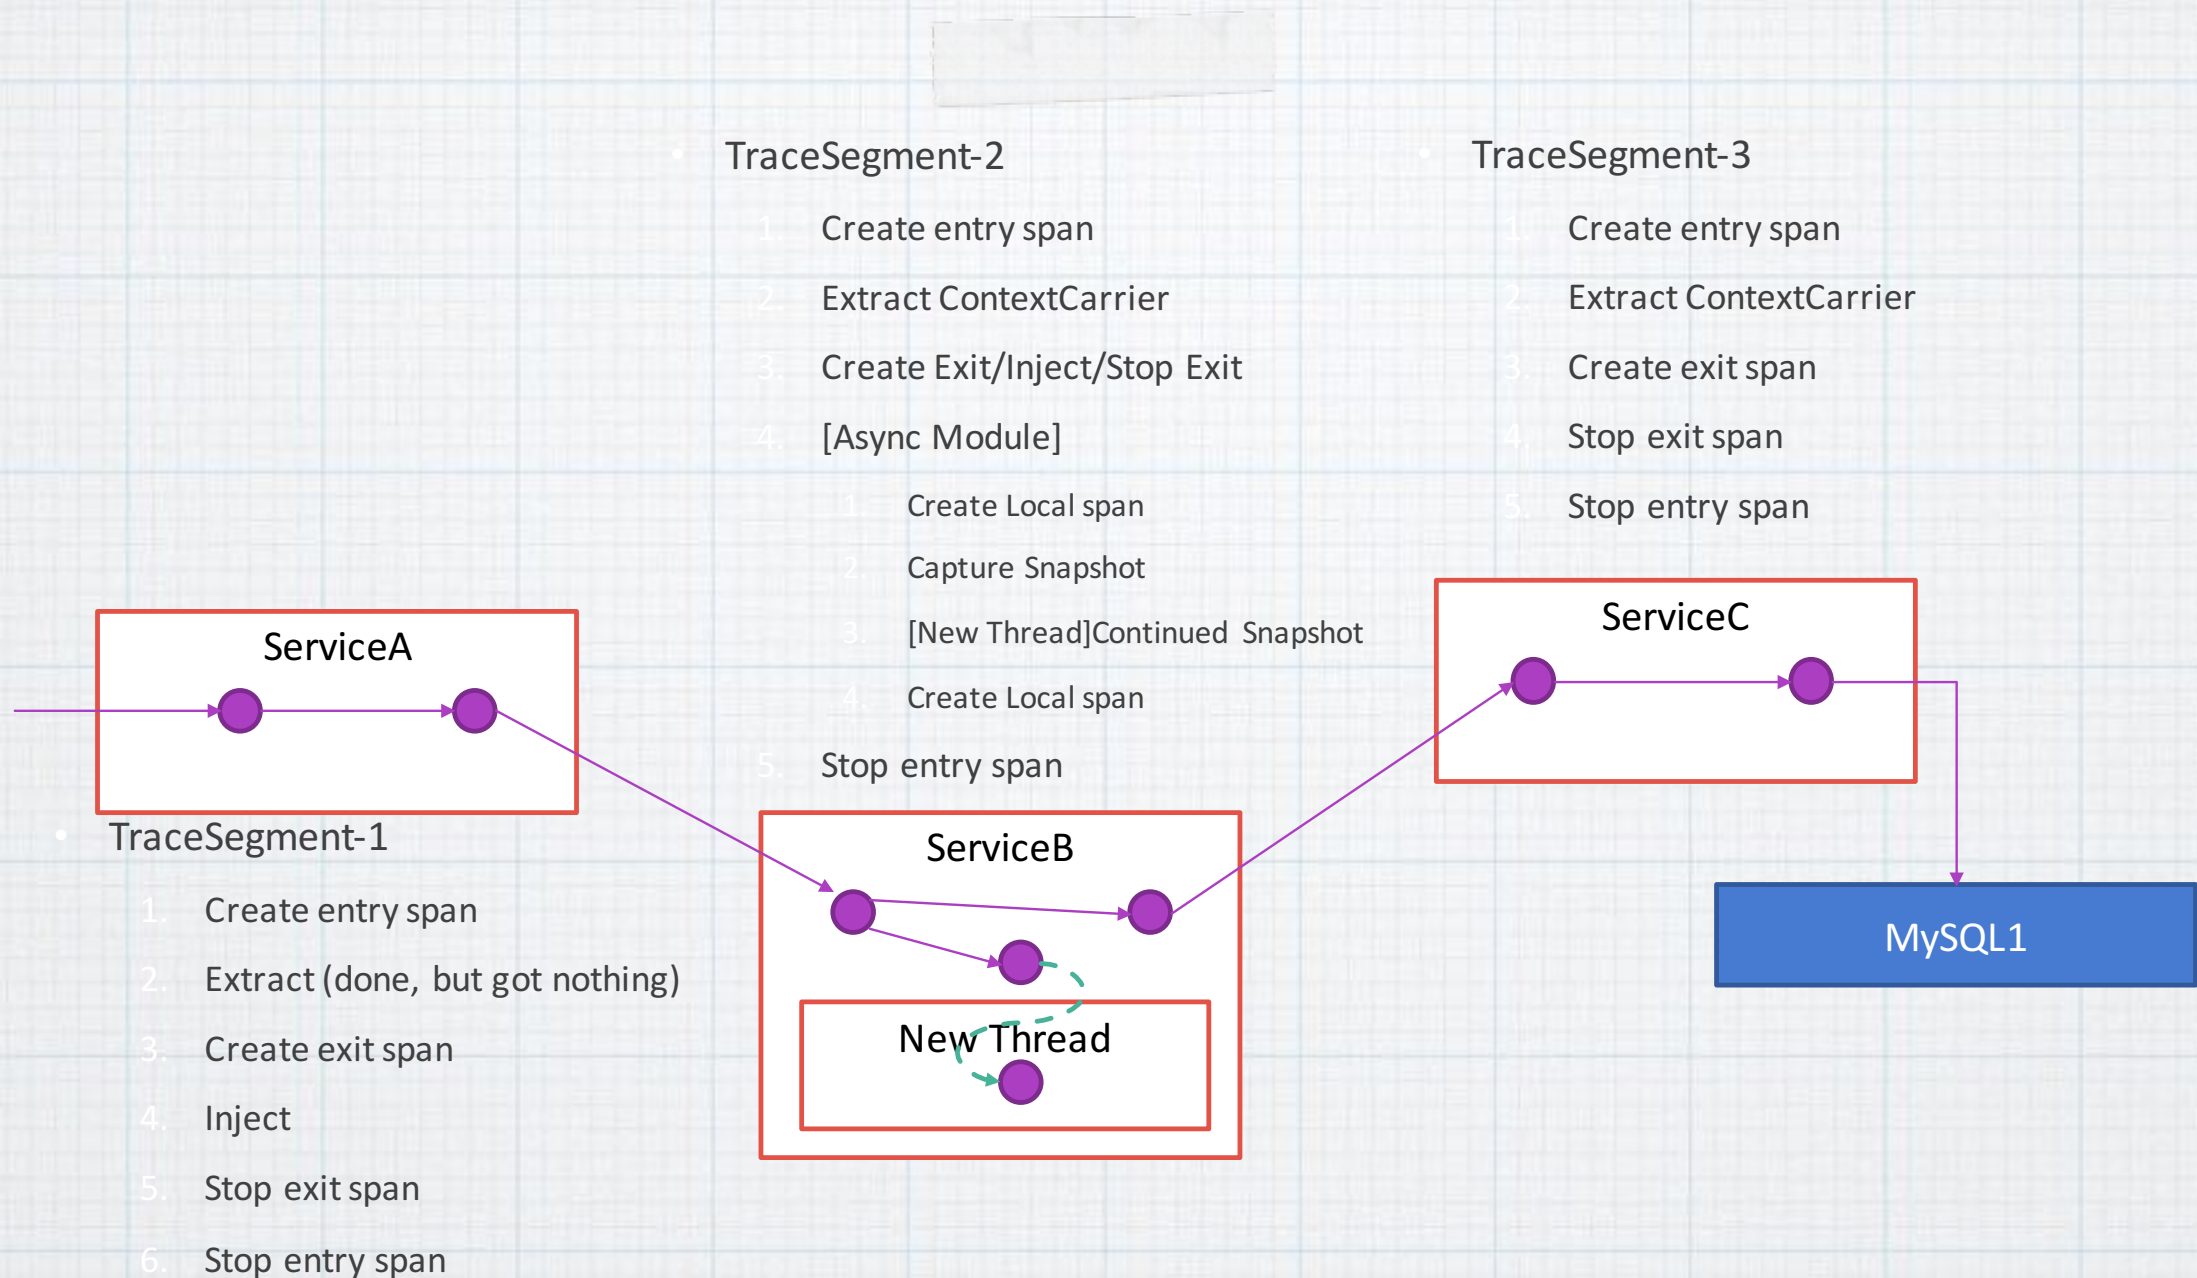 • TraceSegment-2
1. Create entry span
2. Extract ContextCarrier
3. Create Exit/Inject/Stop Exit
4. [Async Module]
1. Create Local span
2. Capture Snapshot
3. [New Thread]Continued Snapshot
4. Create Local span
5. Stop entry span
• TraceSegment-3
1. Create entry span
2. Extract ContextCarrier
3. Create exit span
4. Stop exit span
5. Stop entry span
ServiceA
• TraceSegment-1
1. Create entry span
2. Extract (done, but got nothing)
3. Create exit span
4. Inject
5. Stop exit span
6. Stop entry span
ServiceB
New Thread
ServiceC
MySQL1